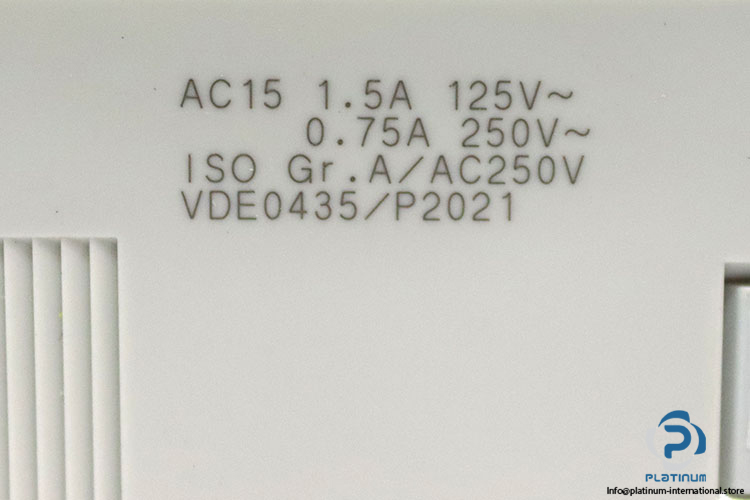 AC15 1.5A 125V~
0.75A 250V~
ISO Gr.A/AC250V
VDE0435/P2021
PLATINUM
Info@platinum-international.store